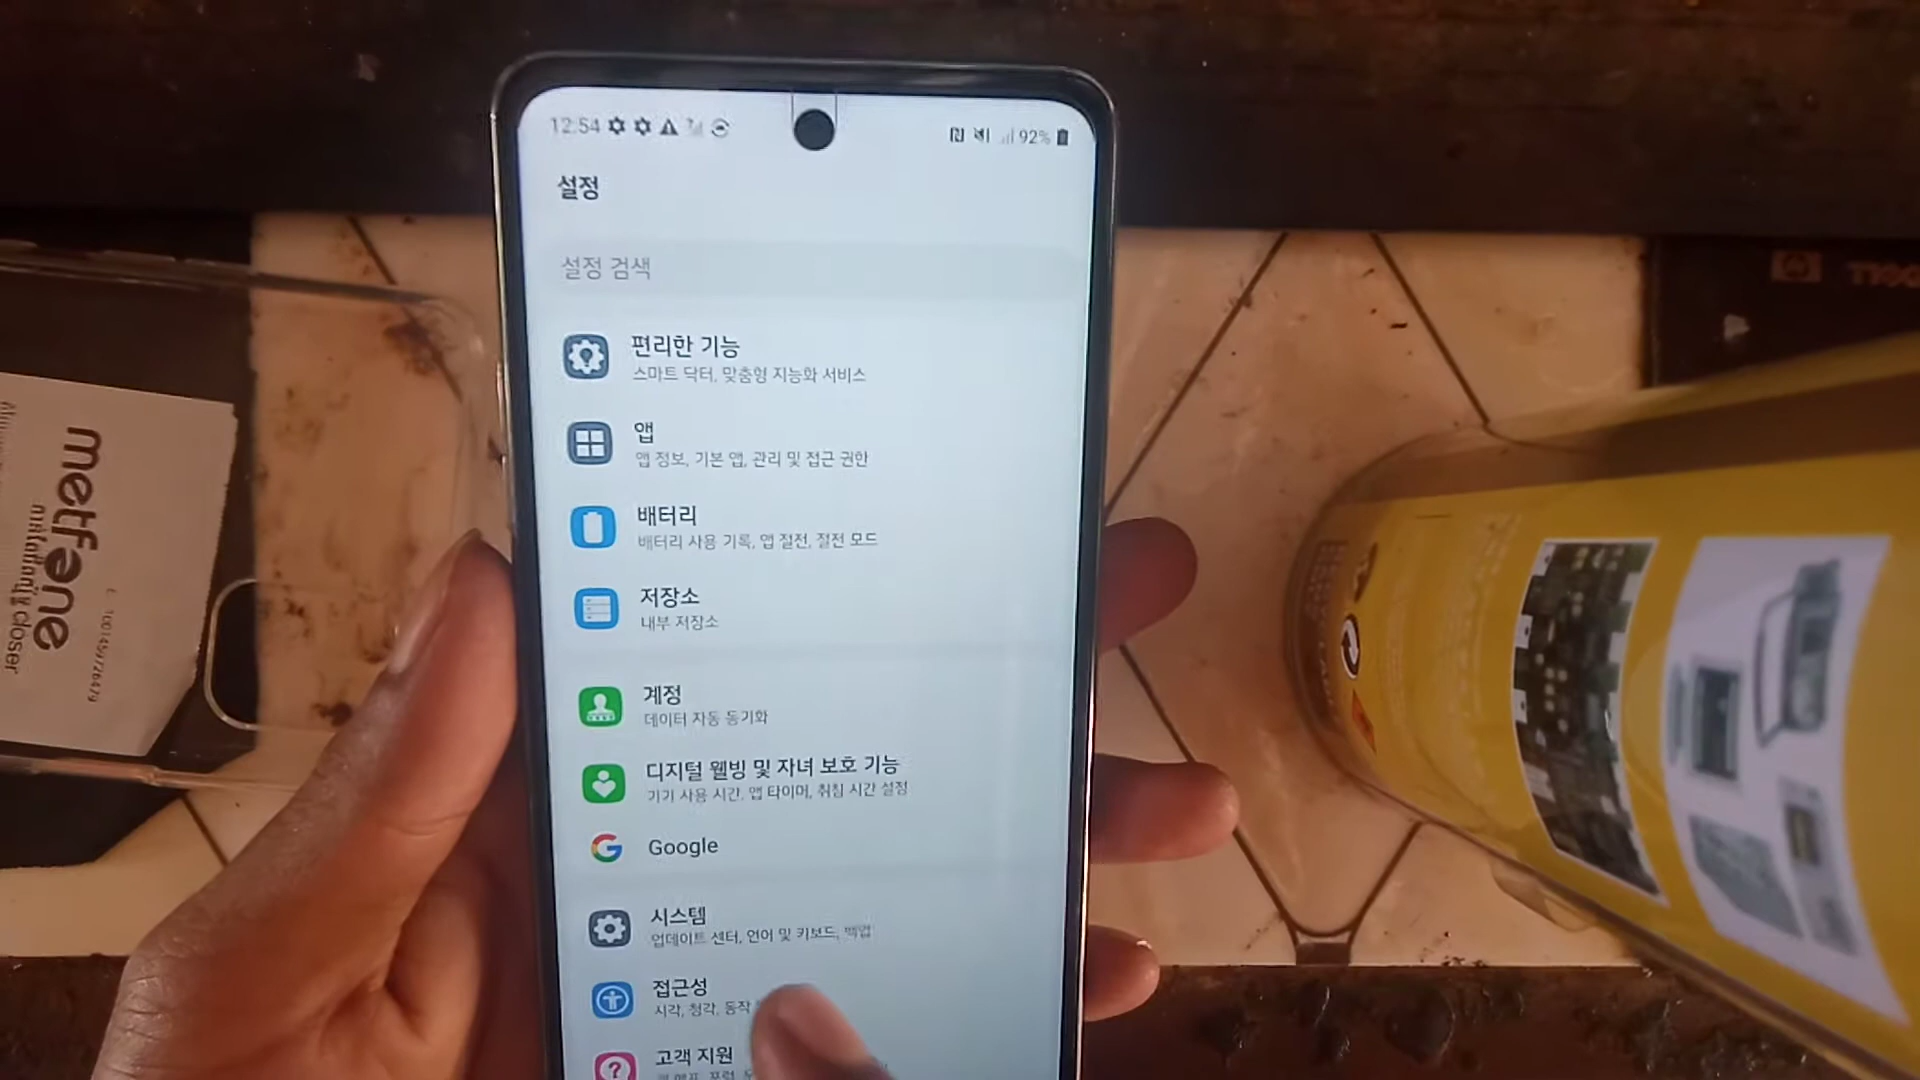 12:54
92%
설정
설정 검색
편리한 기능
스마트 닥터, 맞춤형 지능화 서비스
앱
앱 정보, 기본 앱, 관리 및 접근 권한
배터리
배터리 사용 기록, 앱 절전, 절전 모드
저장소
내부 저장소
계정
데이터 자동 동기화
디지털 웰빙 및 자녀 보호 기능
기기 사용 시간, 앱 타이머, 취침 시간 설정
Google
시스템
업데이트 센터, 언어 및 키보드, 백업
접근성
시각, 청각, 동작
고객 지원
metfone
closer
hp